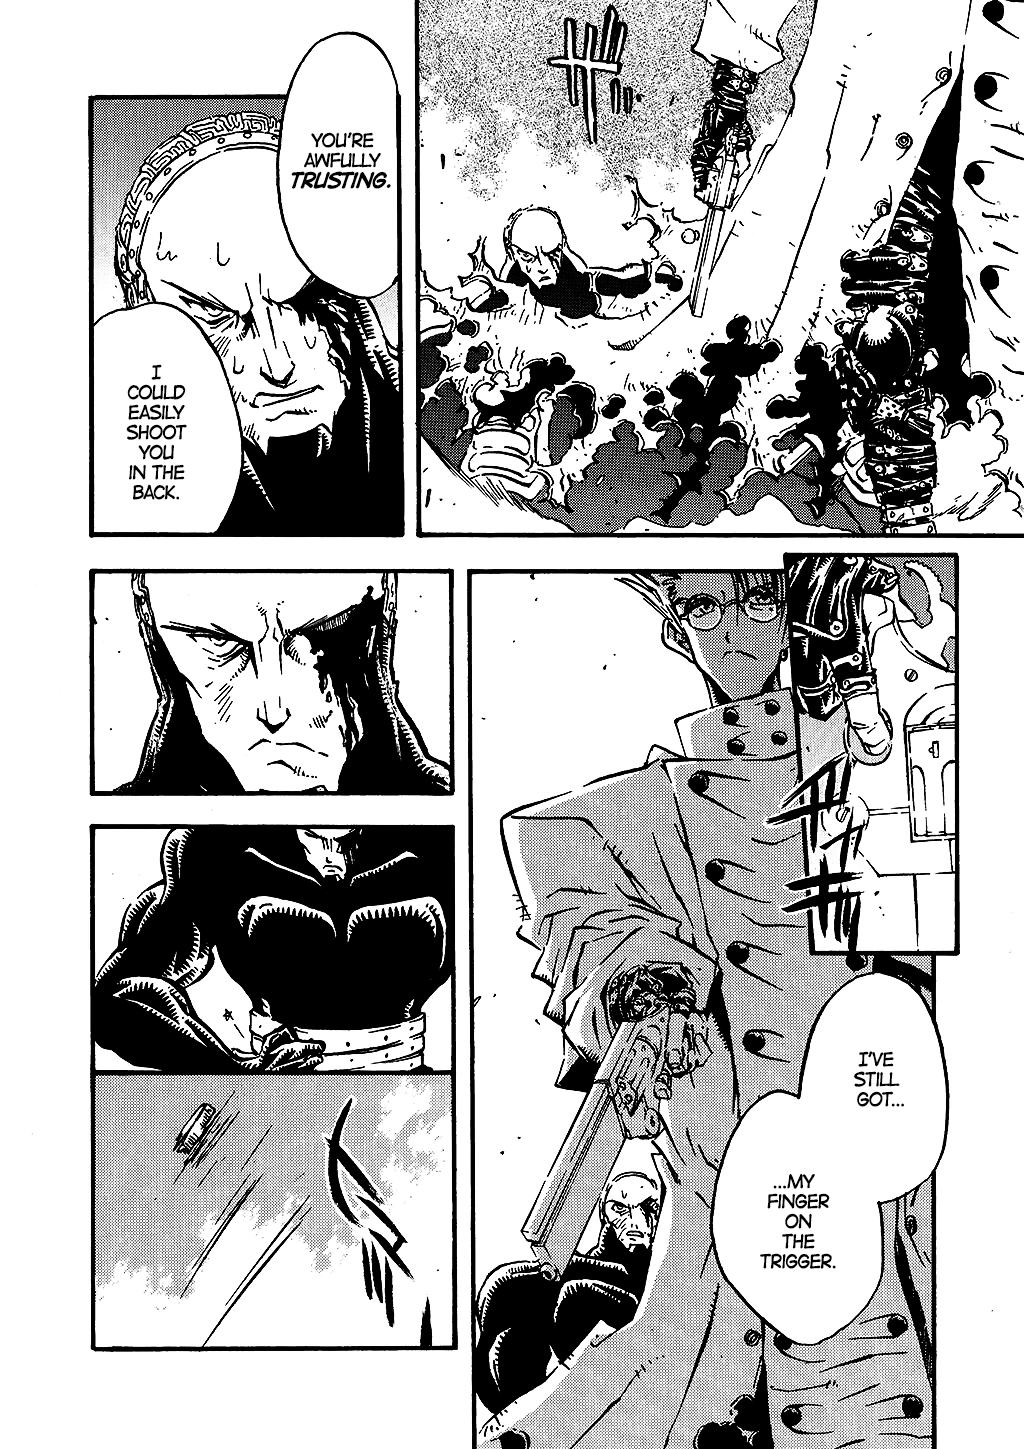 ザ
YOU'RE
AWFULLY
TRUSTING.
I
COULD
EASILY
SHOOT
YOU
IN THE
BACK.
I'VE
STILL
GOT...
...MY
FINGER
ON
THE
TRIGGER.